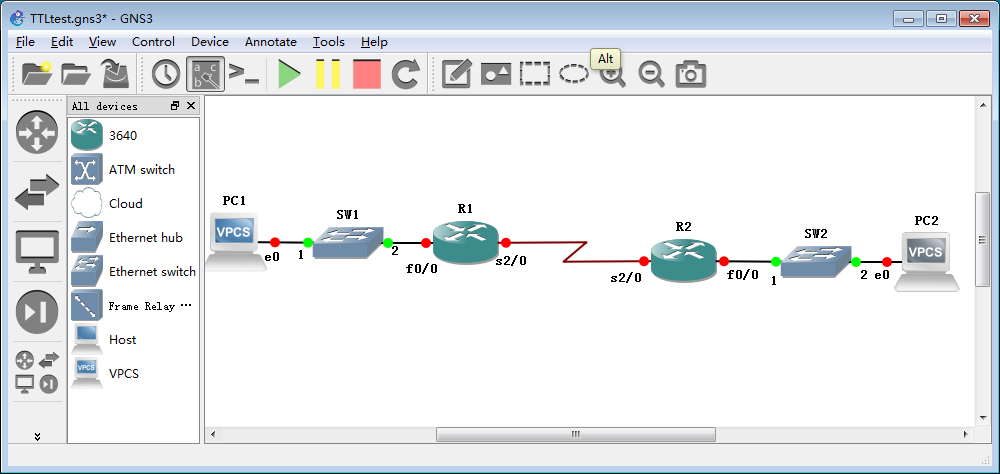 TTLtest.gns3* - GNS3
File Edit View Control Device Annotate Tools Help
Alt
a b c
All devices
3640
ATM switch
Cloud
Ethernet hub
Ethernet switch
Frame Relay ···
Host
VPCS
VPCS
PC1
VPCS
e0
SW1
1
2
R1
f0/0
s2/0
R2
s2/0
f0/0
SW2
1
2
PC2
VPCS
e0